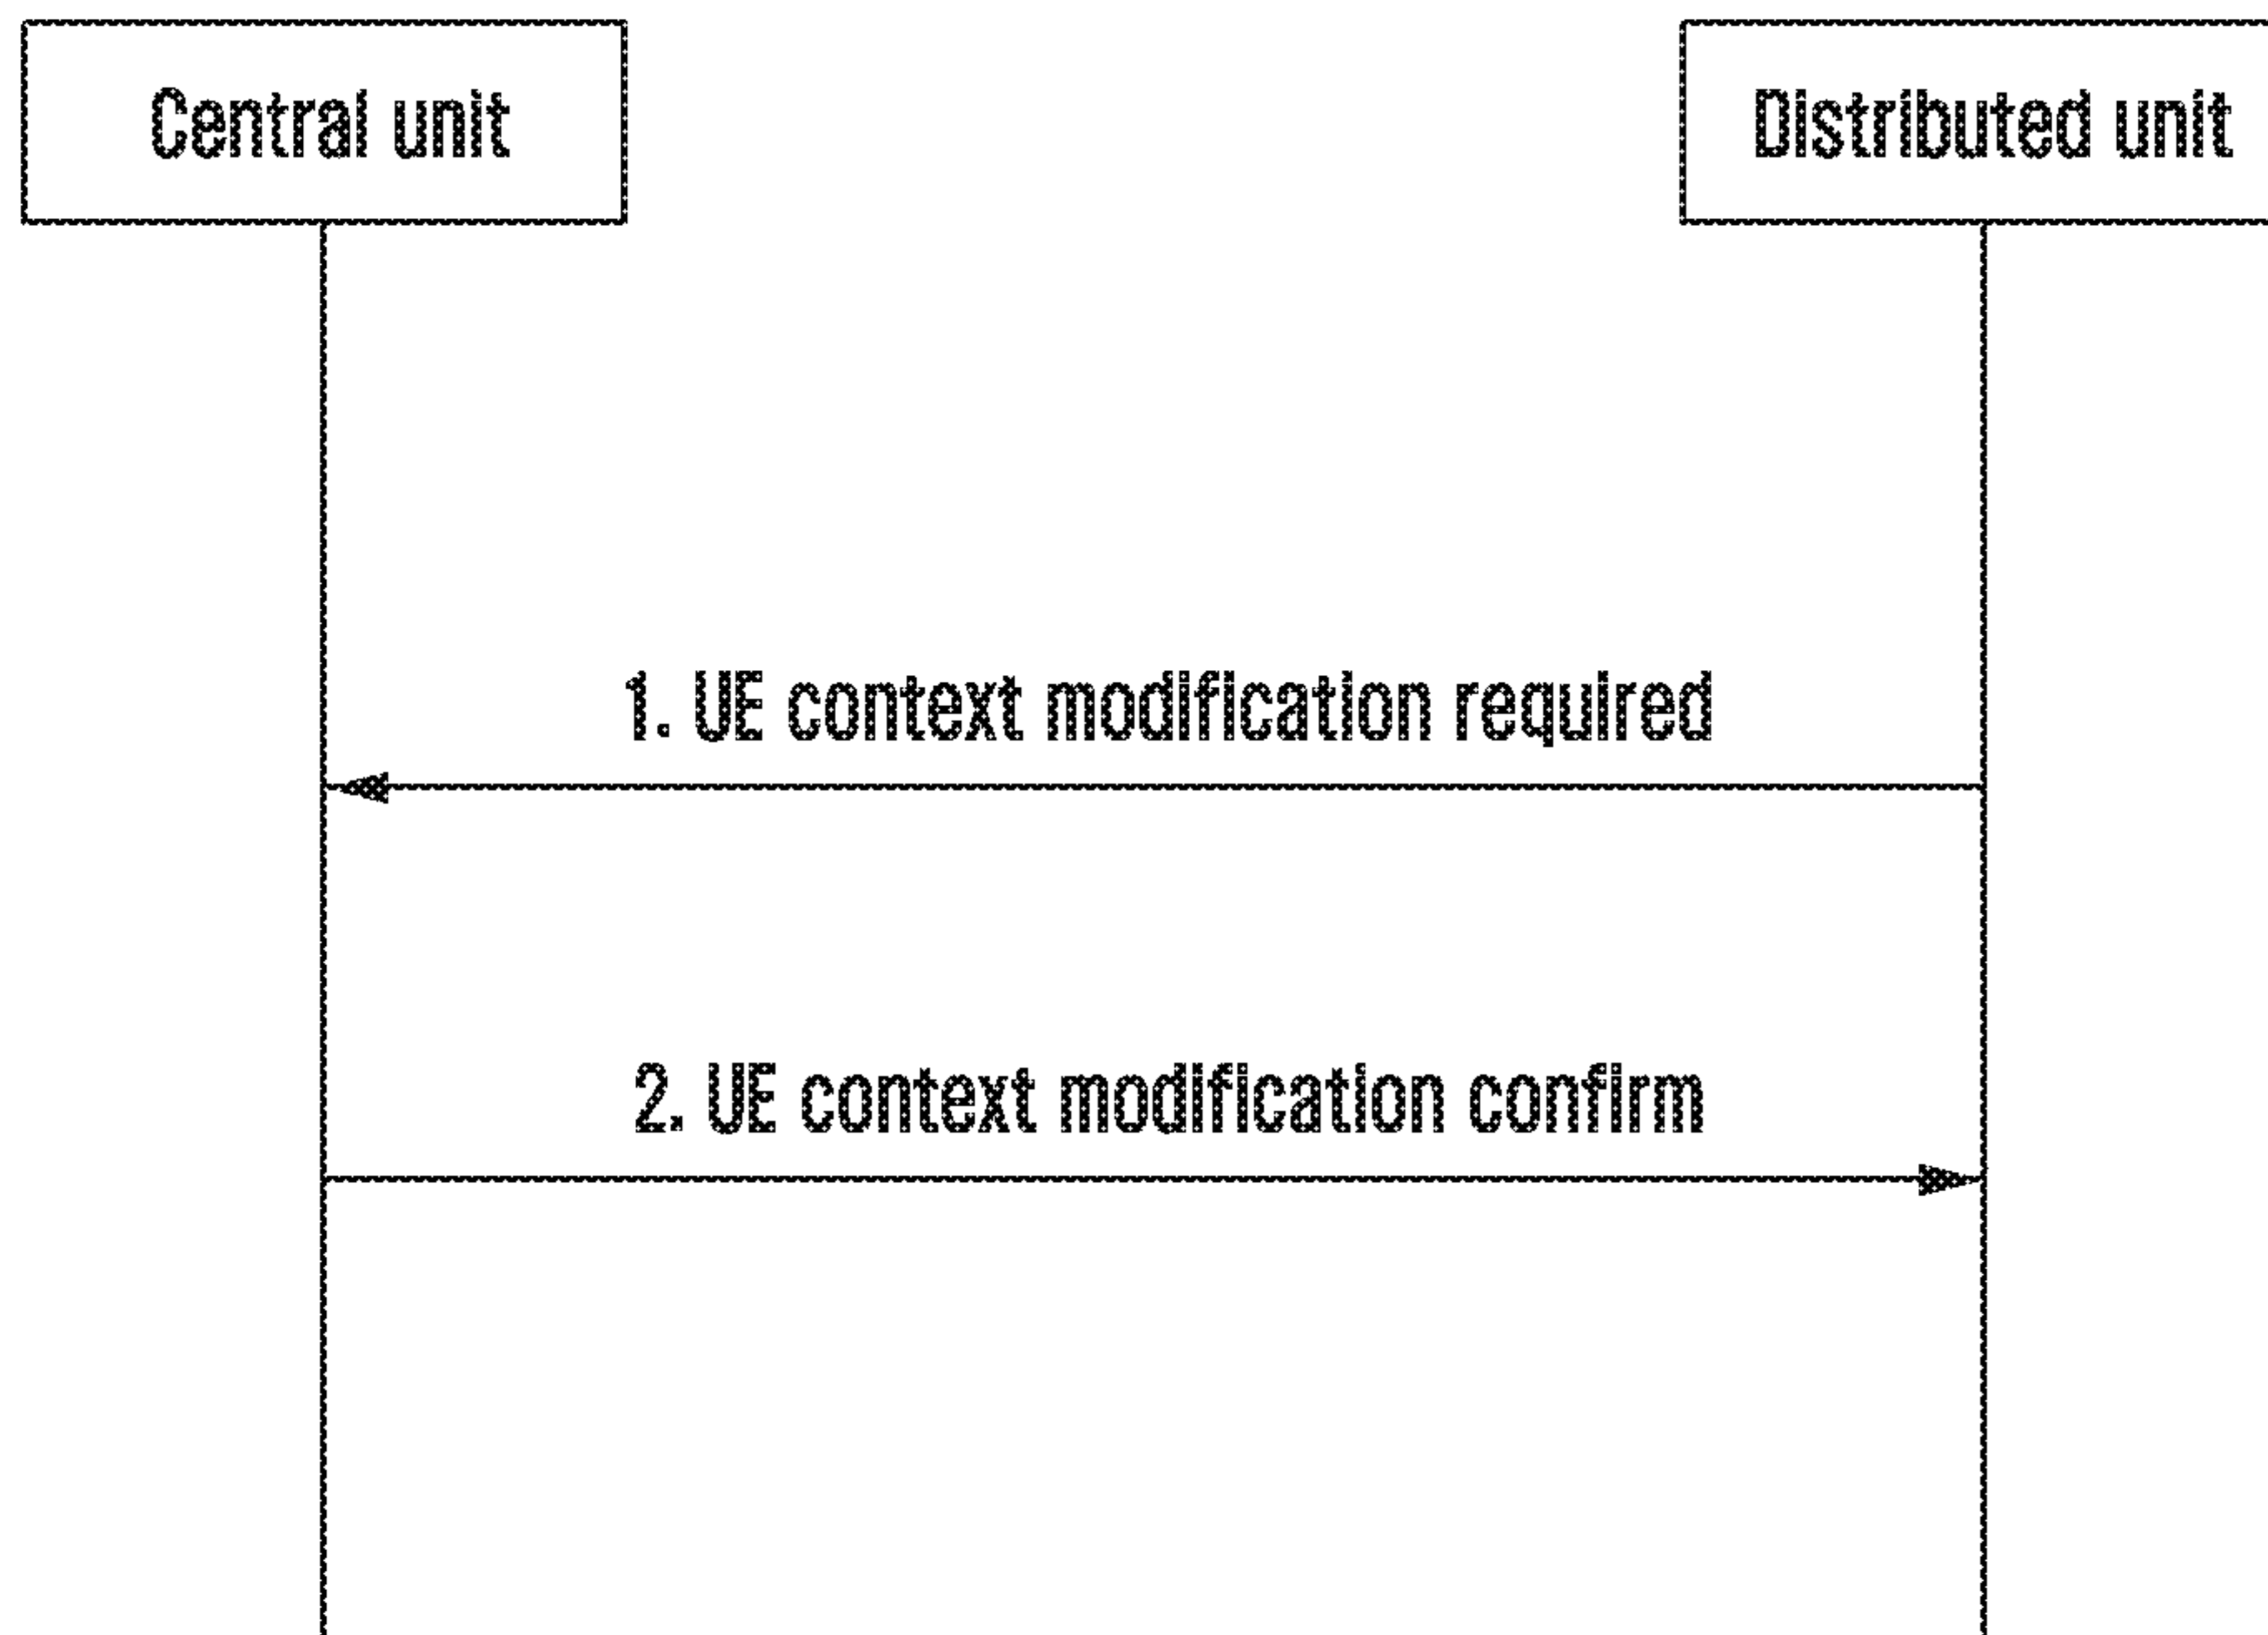 Central unit
Distributed unit
1. UE context modification required
2. UE context modification confirm